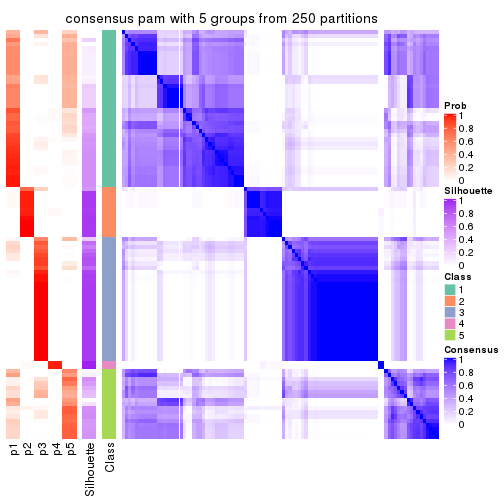 consensus pam with 5 groups from 250 partitions
Prob
1
0.8
0.6
0.4
0.2
0
Silhouette
1
0.8
0.6
0.4
0.2
0
Class
1
2
3
4
5
Consensus
1
0.8
0.6
0.4
0.2
0
p1
p2
p3
p4
p5
Silhouette
Class